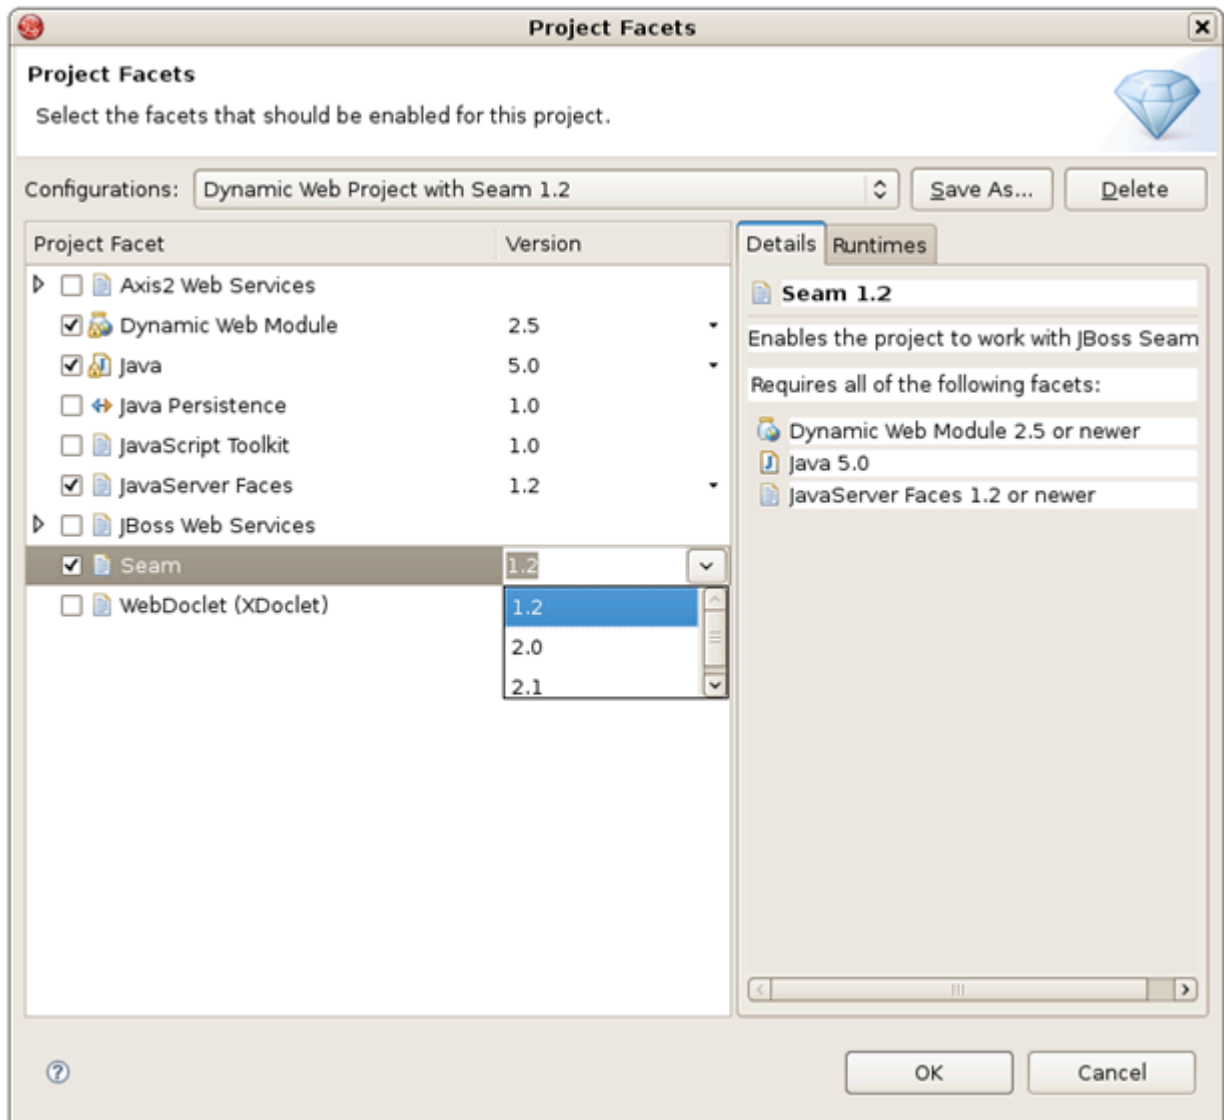 Project Facets
Project Facets
Select the facets that should be enabled for this project.
Configurations: Dynamic Web Project with Seam 1.2 Save As... Delete
Project Facet Version
Details Runtimes
Axis2 Web Services
Dynamic Web Module 2.5
Java 5.0
Java Persistence 1.0
JavaScript Toolkit 1.0
JavaServer Faces 1.2
JBoss Web Services
Seam 1.2
WebDoclet (XDoclet)
1.2
2.0
2.1
Seam 1.2
Enables the project to work with JBoss Seam
Requires all of the following facets:
Dynamic Web Module 2.5 or newer
Java 5.0
JavaServer Faces 1.2 or newer
OK Cancel